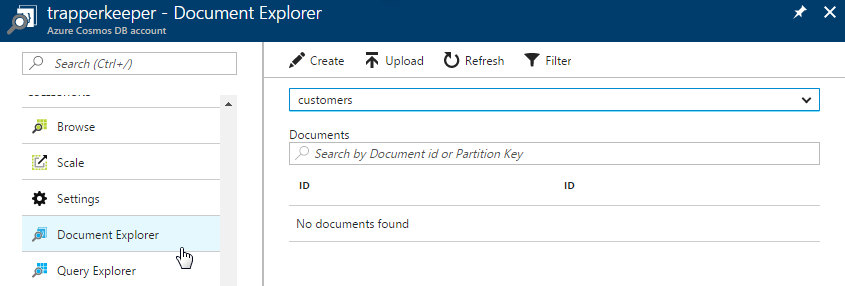 trapperkeeper - Document Explorer
Azure Cosmos DB account
Search (Ctrl+/)
COLLECTIONS
Browse
Scale
Settings
Document Explorer
Query Explorer
Create Upload Refresh Filter
customers
Documents
Search by Document id or Partition Key
ID ID
No documents found